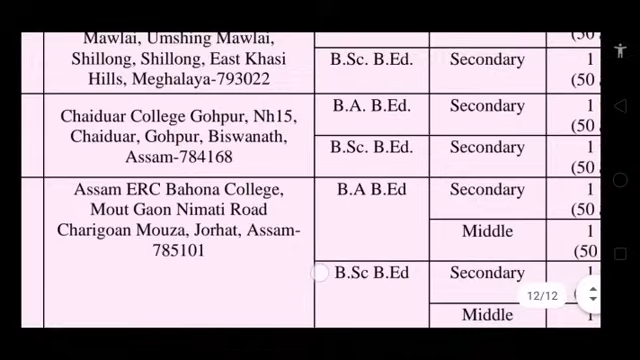 Mawlai, Umshing Mawlai,
Shillong, Shillong, East Khasi
Hills, Meghalaya-793022
(50
B.Sc. B.Ed.
Secondary
1
(50
Chaiduar College Gohpur, Nh15,
Chaiduar, Gohpur, Biswanath,
Assam-784168
B.A. B.Ed.
Secondary
1
(50
B.Sc. B.Ed.
Secondary
1
(50
Assam ERC Bahona College,
Mout Gaon Nimati Road
Charigoan Mouza, Jorhat, Assam-
785101
B.A B.Ed
Secondary
1
(50
Middle
1
(50
B.Sc B.Ed
Secondary
1
Middle
1
12/12